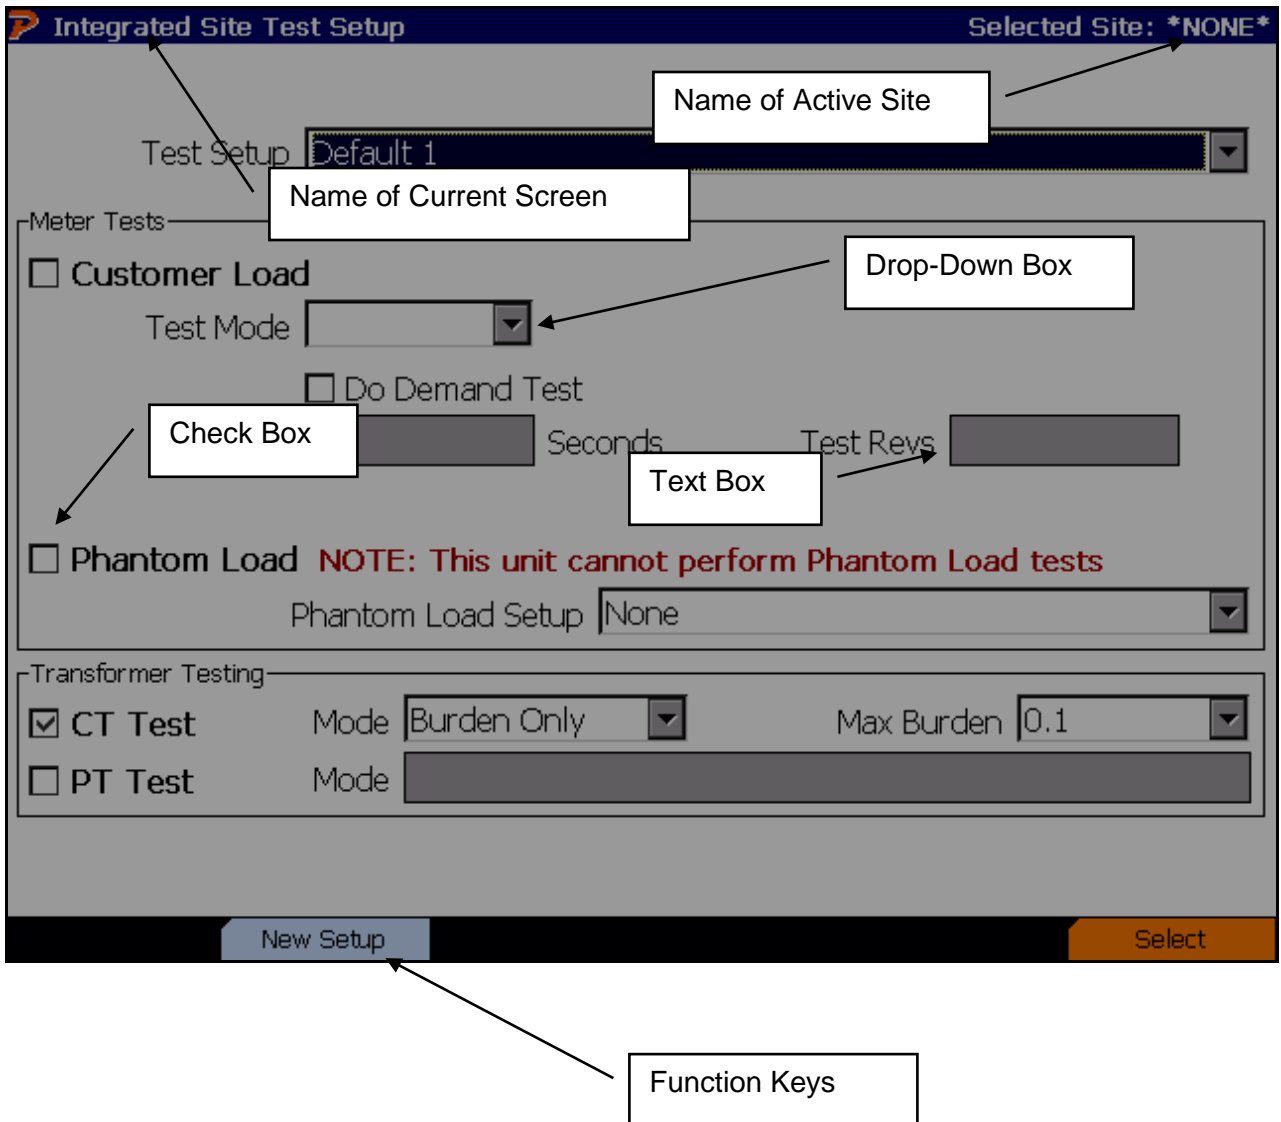 Integrated Site Test Setup Selected Site: *NONE*
Name of Active Site
Test Setup Default 1
Name of Current Screen
Meter Tests
Drop-Down Box
Customer Load
Test Mode
Do Demand Test
Check Box
Seconds Test Revs
Text Box
Phantom Load NOTE: This unit cannot perform Phantom Load tests
Phantom Load Setup None
Transformer Testing
CT Test Mode Burden Only Max Burden 0.1
PT Test Mode
New Setup Select
Function Keys